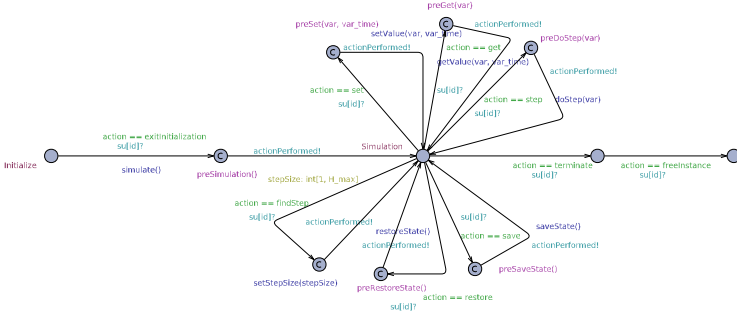 preGet(var)
preSet(var, var_time)
actionPerformed!
setValue(var, var_time)
preDoStep(var)
actionPerformed!
action == get
getValue(var, var_time)
actionPerformed!
action == set
su[id]?
su[id]?
action == step
doStep(var)
su[id]?
action == exitInitialization
su[id]?
Simulation
actionPerformed!
Initialize
simulate()
preSimulation()
stepSize: int[1, H_max]
action == terminate
su[id]?
action == freeInstance
su[id]?
action == findStep
su[id]?
actionPerformed!
restoreState()
actionPerformed!
su[id]?
action == save
saveState()
actionPerformed!
setStepSize(stepSize)
preRestoreState()
preSaveState()
action == restore
su[id]?
C
C
C
C
C
C
C